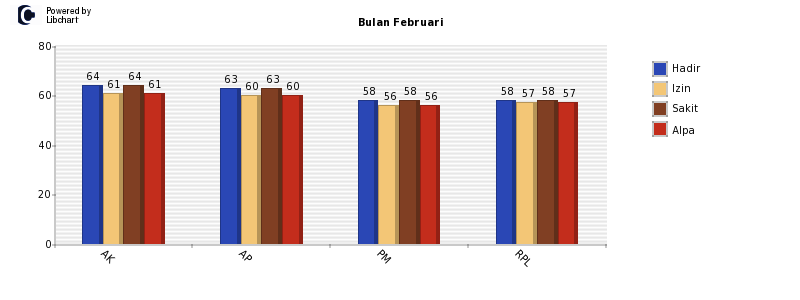 Powered by
Libchart
Bulan Februari
80
60
40
20
0
64 61 64 61
63 60 63 60
58 56 58 56
58 57 58 57
AK
AP
PM
RPL
Hadir
Izin
Sakit
Alpa